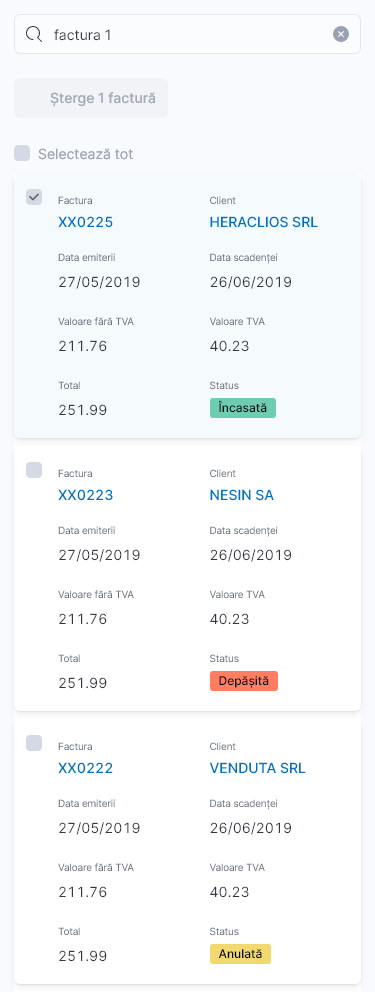 factura 1
Șterge 1 factură
Selectează tot
Factura Client
XX0225 HERACLIOS SRL
Data emiterii Data scadenței
27/05/2019 26/06/2019
Valoare fără TVA Valoare TVA
211.76 40.23
Total Status
251.99 Încasată
Factura Client
XX0223 NESIN SA
Data emiterii Data scadenței
27/05/2019 26/06/2019
Valoare fără TVA Valoare TVA
211.76 40.23
Total Status
251.99 Depășită
Factura Client
XX0222 VENDUTA SRL
Data emiterii Data scadenței
27/05/2019 26/06/2019
Valoare fără TVA Valoare TVA
211.76 40.23
Total Status
251.99 Anulată